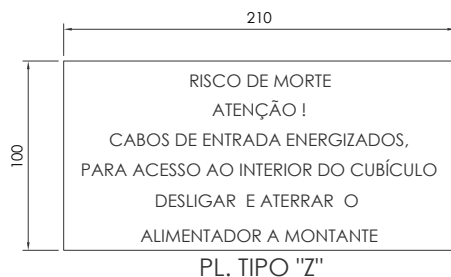 210
100
RISCO DE MORTE
ATENÇÃO !
CABOS DE ENTRADA ENERGIZADOS,
PARA ACESSO AO INTERIOR DO CUBÍCULO
DESLIGAR E ATERRAR O
ALIMENTADOR A MONTANTE
PL. TIPO "Z"